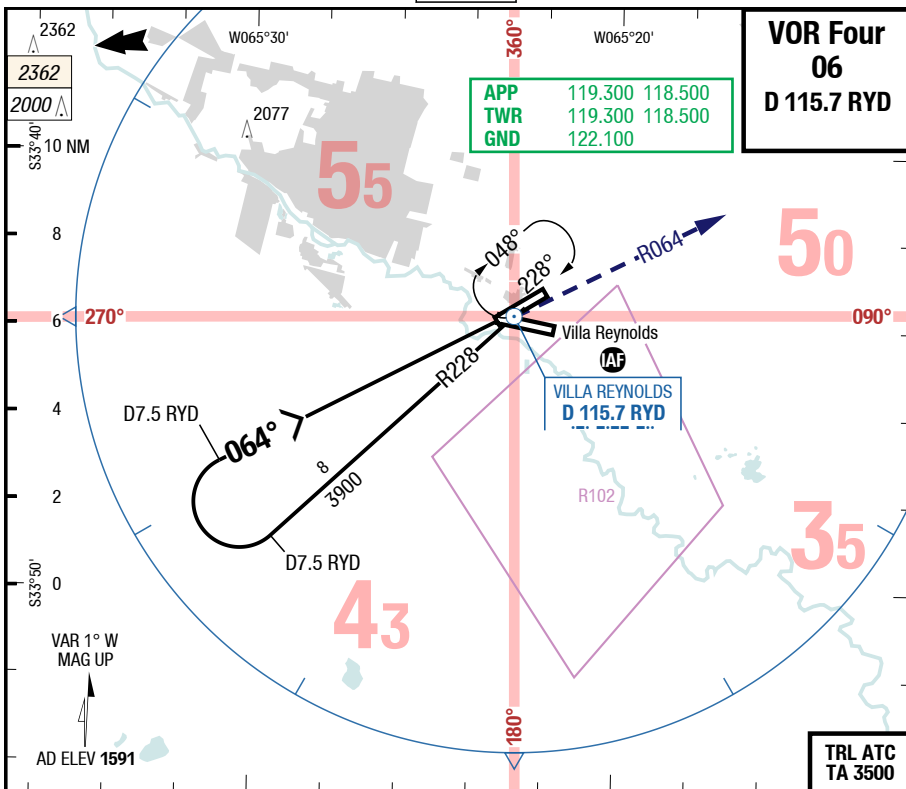 2362
2362
2000
S33°40'
10 NM
8
6
4
2
0
S33°50'
W065°30'
2077
360°
W065°20'
VOR Four
06
D 115.7 RYD
APP 119.300 118.500
TWR 119.300 118.500
GND 122.100
55
50
048°
228°
R064
270°
090°
Villa Reynolds
IAF
R228
VILLA REYNOLDS
D 115.7 RYD
D7.5 RYD
064°
8
3900
D7.5 RYD
R102
35
43
VAR 1° W
MAG UP
AD ELEV 1591
180°
TRL ATC
TA 3500